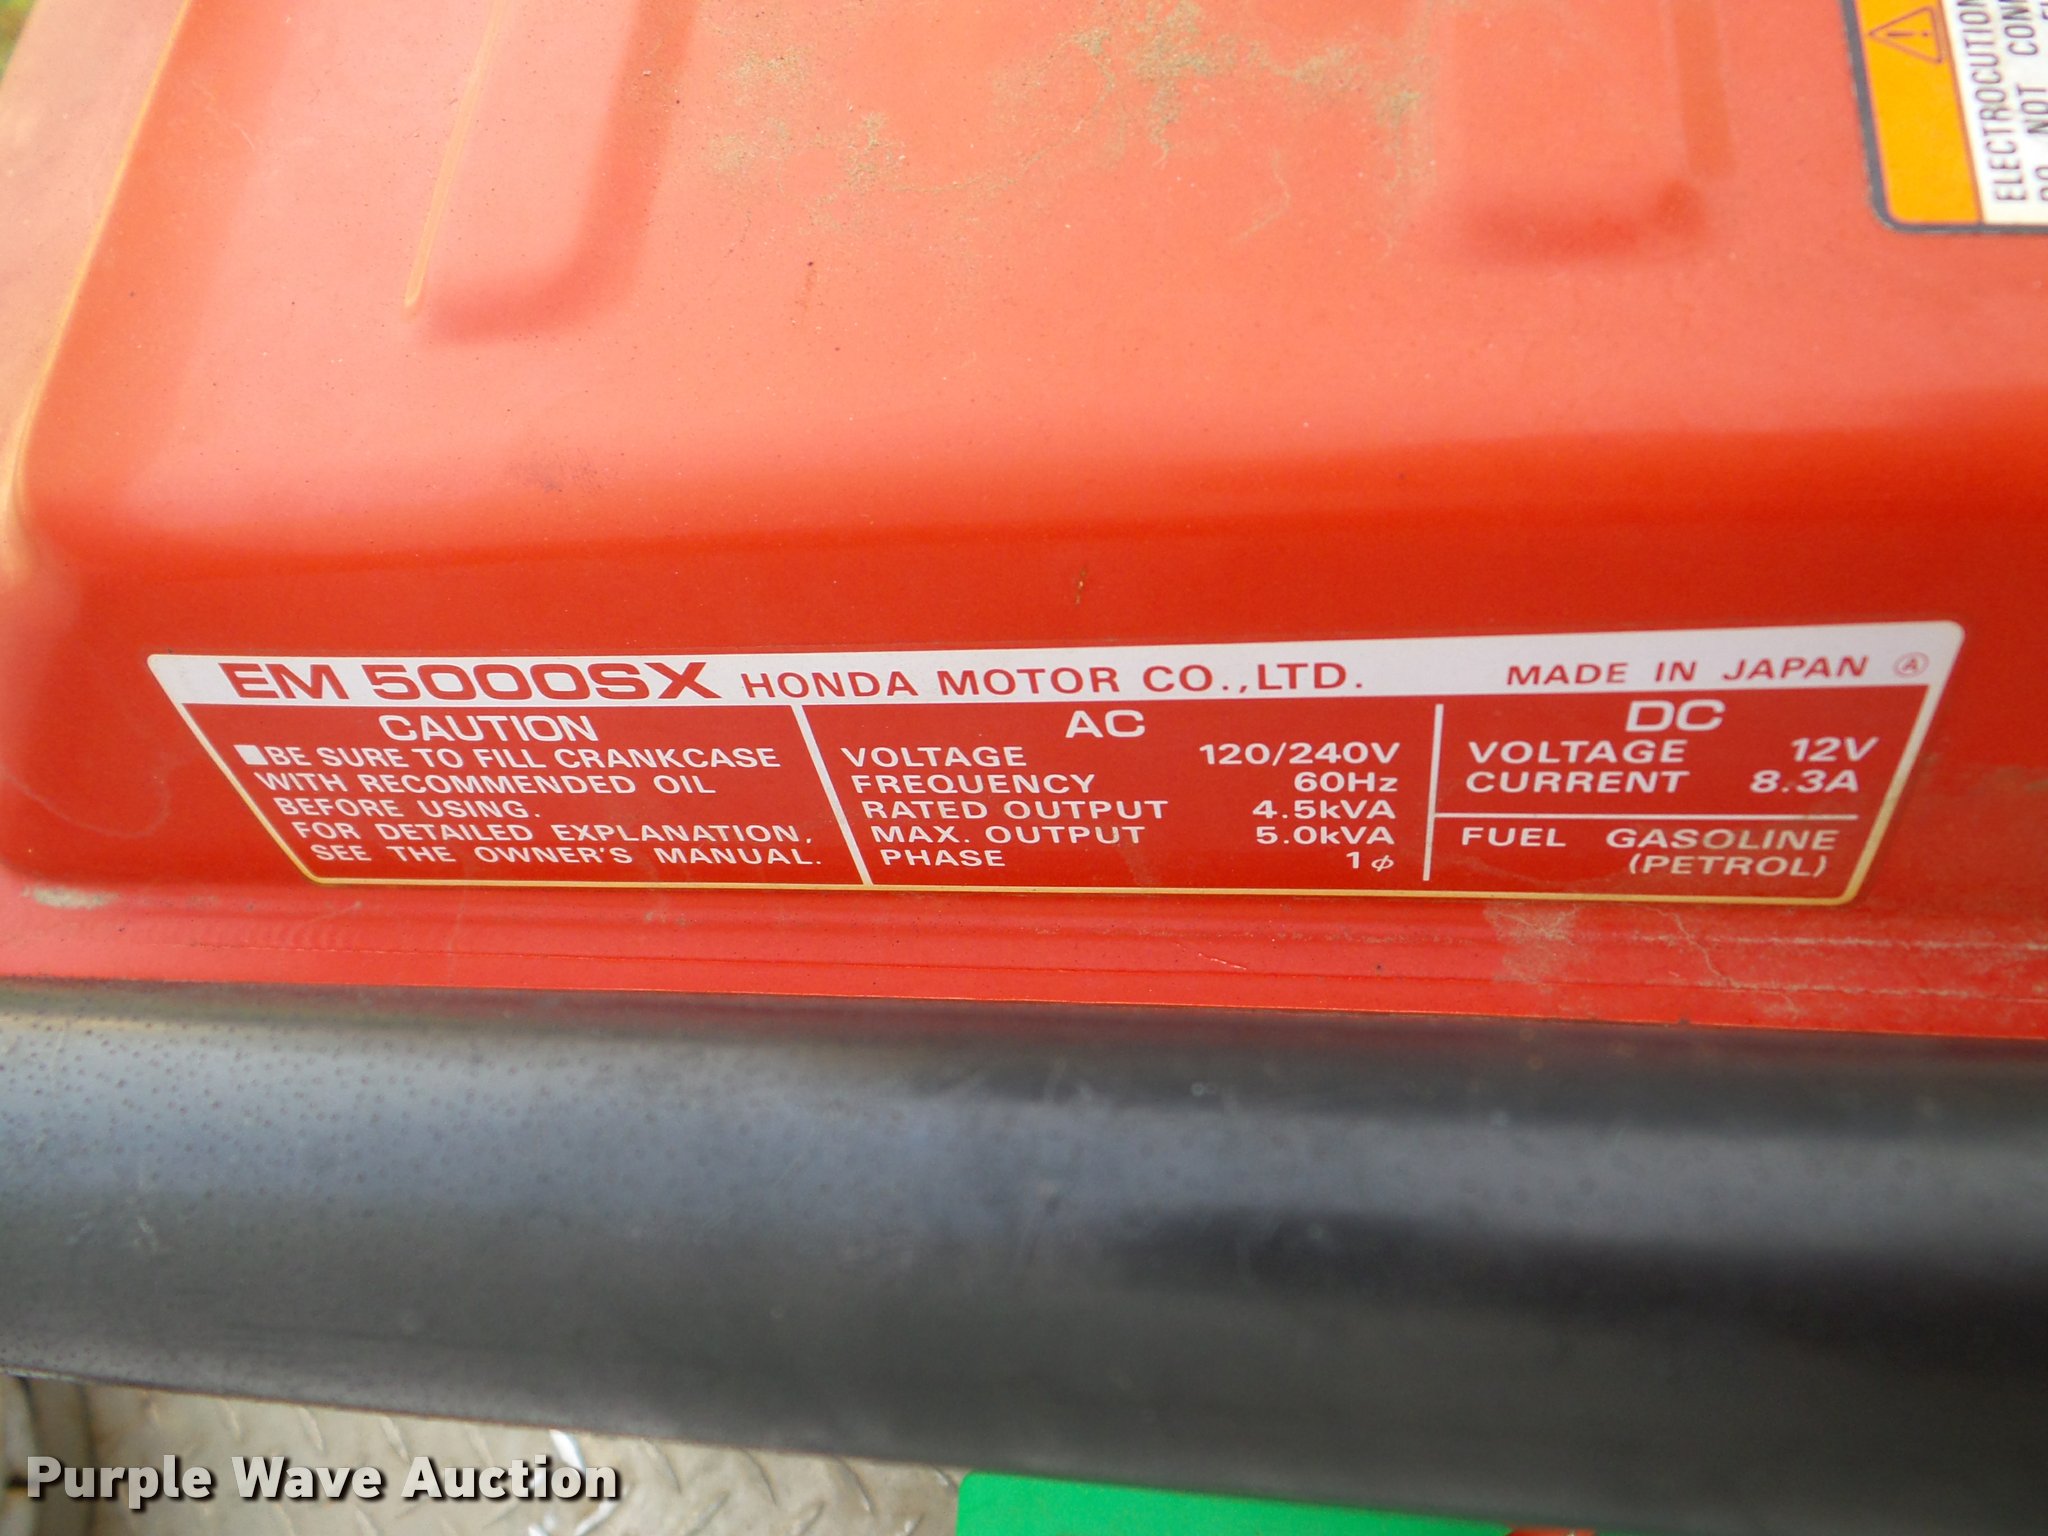 ELECTROCUTION
DO NOT
EM 5000SX HONDA MOTOR CO.,LTD. MADE IN JAPAN Ⓐ
CAUTION
■BE SURE TO FILL CRANKCASE
WITH RECOMMENDED OIL
BEFORE USING.
FOR DETAILED EXPLANATION,
SEE THE OWNER'S MANUAL.
AC
VOLTAGE 120/240V
FREQUENCY 60Hz
RATED OUTPUT 4.5kVA
MAX. OUTPUT 5.0kVA
PHASE 1ϕ
DC
VOLTAGE 12V
CURRENT 8.3A
FUEL GASOLINE
(PETROL)
Purple Wave Auction